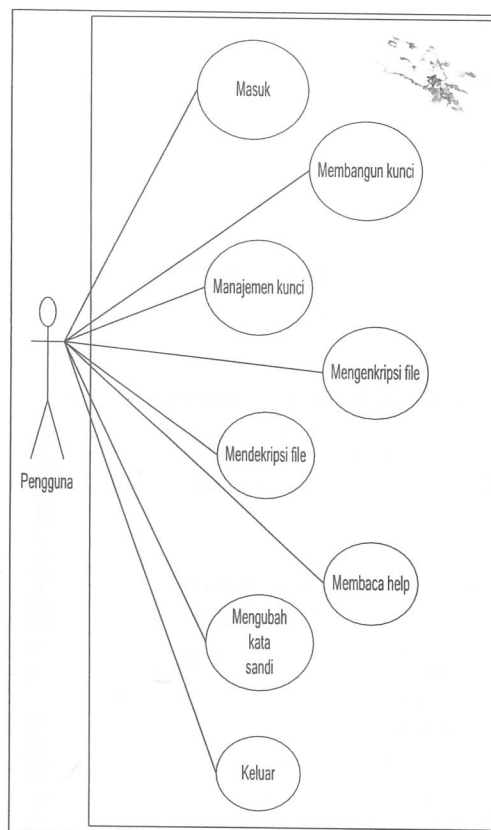 Masuk
Membangun kunci
Manajemen kunci
Mengenkripsi file
Mendekripsi file
Pengguna
Membaca help
Mengubah
kata
sandi
Keluar